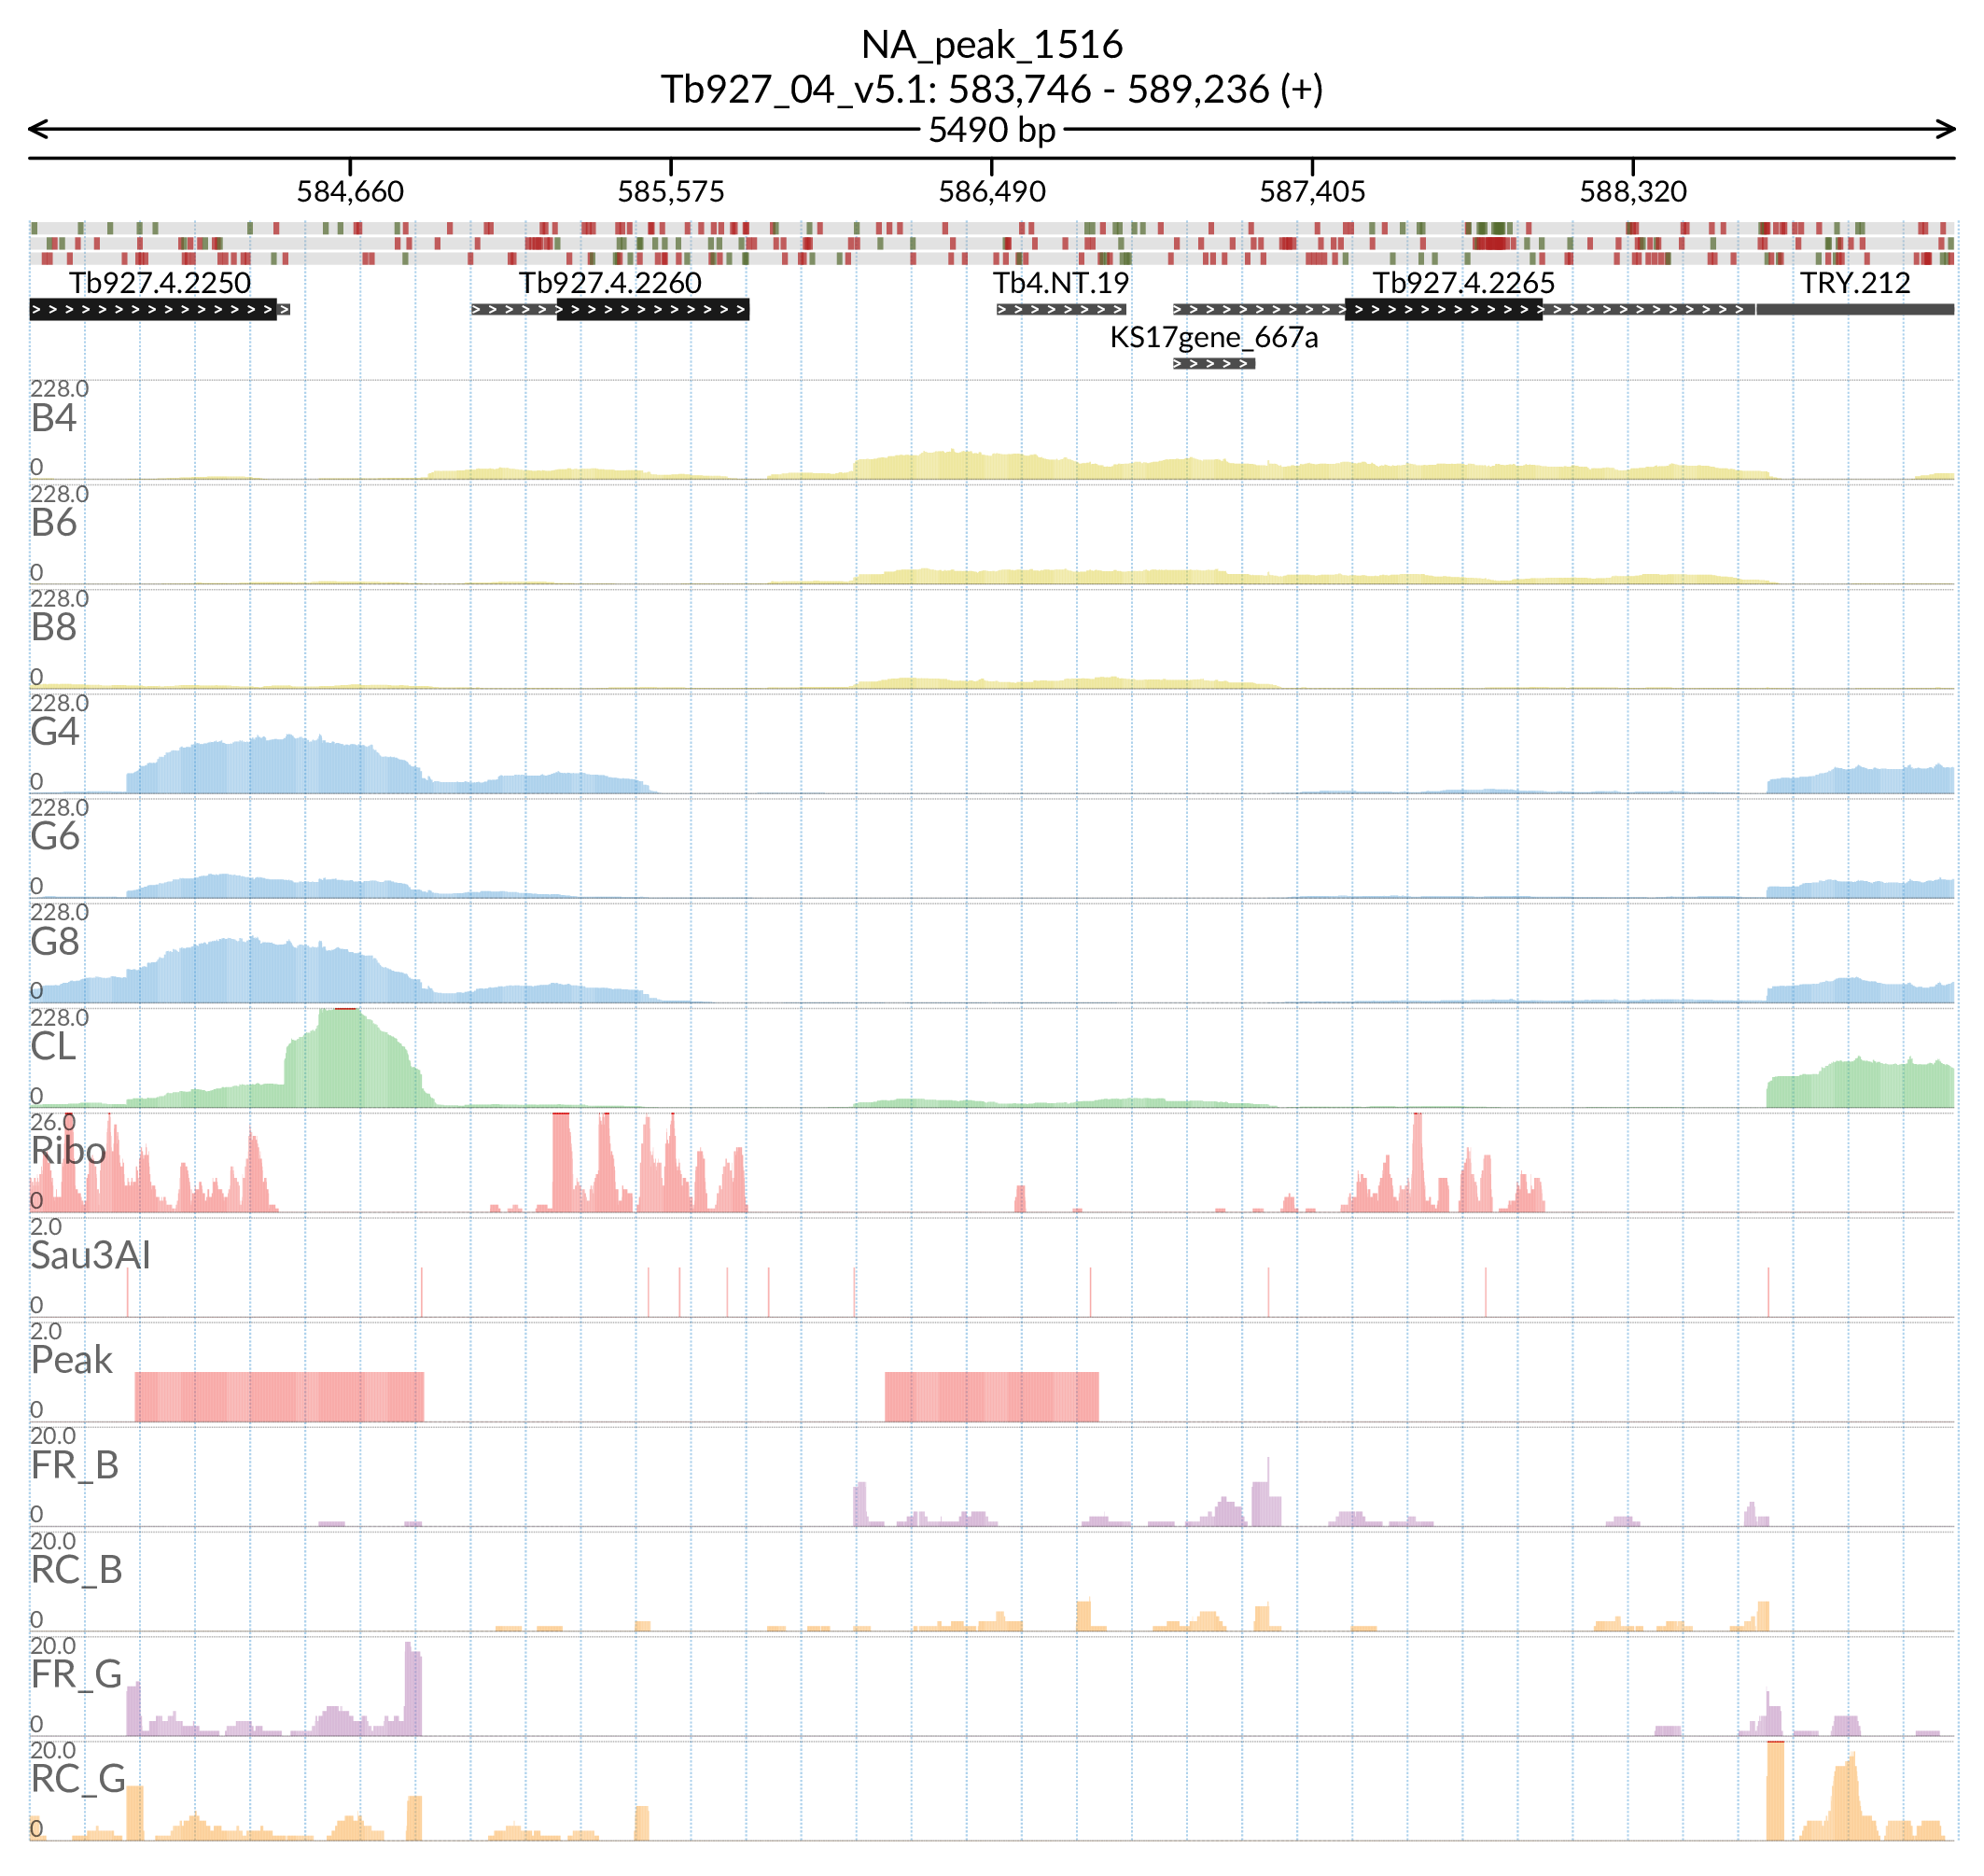 NA_peak_1516
Tb927_04_v5.1: 583,746 - 589,236 (+)
5490 bp
584,660 585,575 586,490 587,405 588,320
Tb927.4.2250 Tb927.4.2260 Tb4.NT.19 Tb927.4.2265 TRY.212
KS17gene_667a
228.0
B4
0
228.0
B6
0
228.0
B8
0
228.0
G4
0
228.0
G6
0
228.0
G8
0
228.0
CL
0
26.0
Ribo
0
2.0
Sau3AI
0
2.0
Peak
0
20.0
FR_B
0
20.0
RC_B
0
20.0
FR_G
0
20.0
RC_G
0